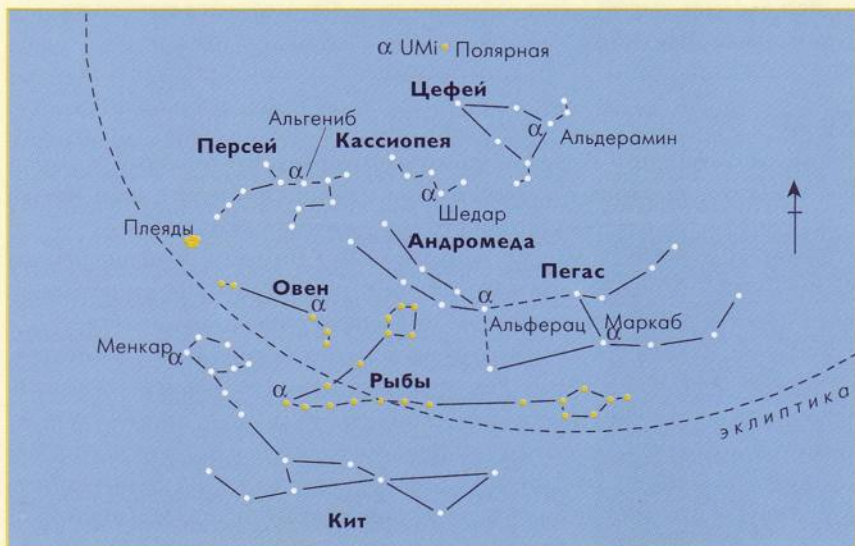 α UMi Полярная
Цефей
α
Альдерамин
Альгениб
Персей
α
Кассиопея
α
Шедар
Плеяды
Андромеда
Пегас
Овен
α
α
Альферац
Маркаб
α
Менкар
α
Рыбы
α
эклиптика
Кит